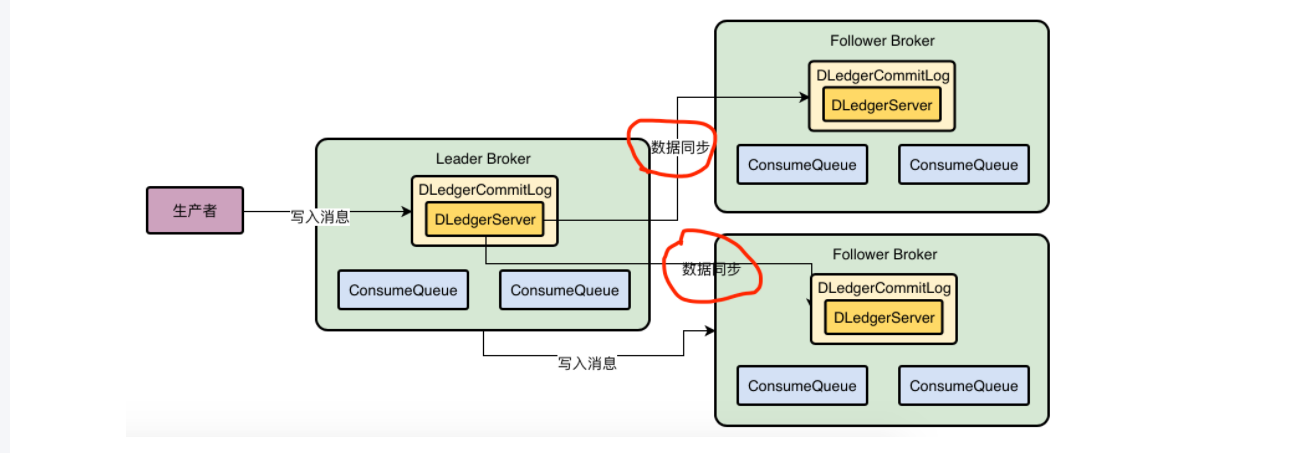 生产者
写入消息
Leader Broker
DLedgerCommitLog
DLedgerServer
ConsumeQueue
ConsumeQueue
数据同步
数据同步
写入消息
Follower Broker
DLedgerCommitLog
DLedgerServer
ConsumeQueue
ConsumeQueue
Follower Broker
DLedgerCommitLog
DLedgerServer
ConsumeQueue
ConsumeQueue